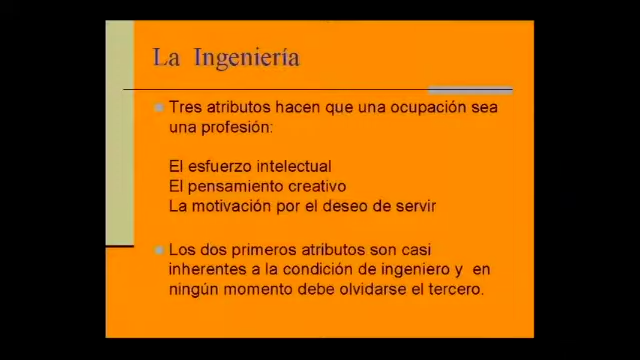 La Ingeniería
Tres atributos hacen que una ocupación sea
una profesión:
El esfuerzo intelectual
El pensamiento creativo
La motivación por el deseo de servir
Los dos primeros atributos son casi
inherentes a la condición de ingeniero y en
ningún momento debe olvidarse el tercero.